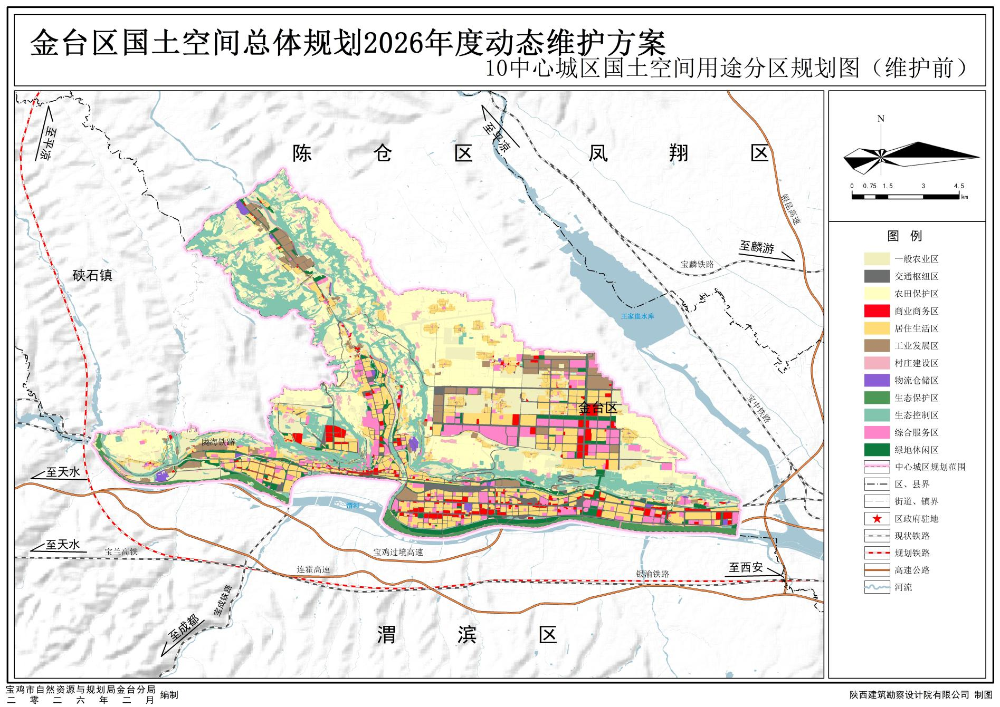 金台区国土空间总体规划2026年度动态维护方案
10中心城区国土空间用途分区规划图（维护前）
至平凉
至平凉
陈仓区
凤翔区
银昆高速
至麟游
宝麟铁路
硖石镇
王家崖水库
宝中铁路
金台区
陇海铁路
至天水
渭河
至天水
宝兰高铁
宝鸡过境高速
连霍高速
至西安
银渝铁路
宝成铁路
至成都
渭滨区
N
0 0.75 1.5 3 4.5
km
图例
一般农业区
交通枢纽区
农田保护区
商业商务区
居住生活区
工业发展区
村庄建设区
物流仓储区
生态保护区
生态控制区
综合服务区
绿地休闲区
中心城区规划范围
区、县界
街道、镇界
区政府驻地
现状铁路
规划铁路
高速公路
河流
宝鸡市自然资源与规划局金台分局
二零二六年二月
编制
陕西建筑勘察设计院有限公司 制图